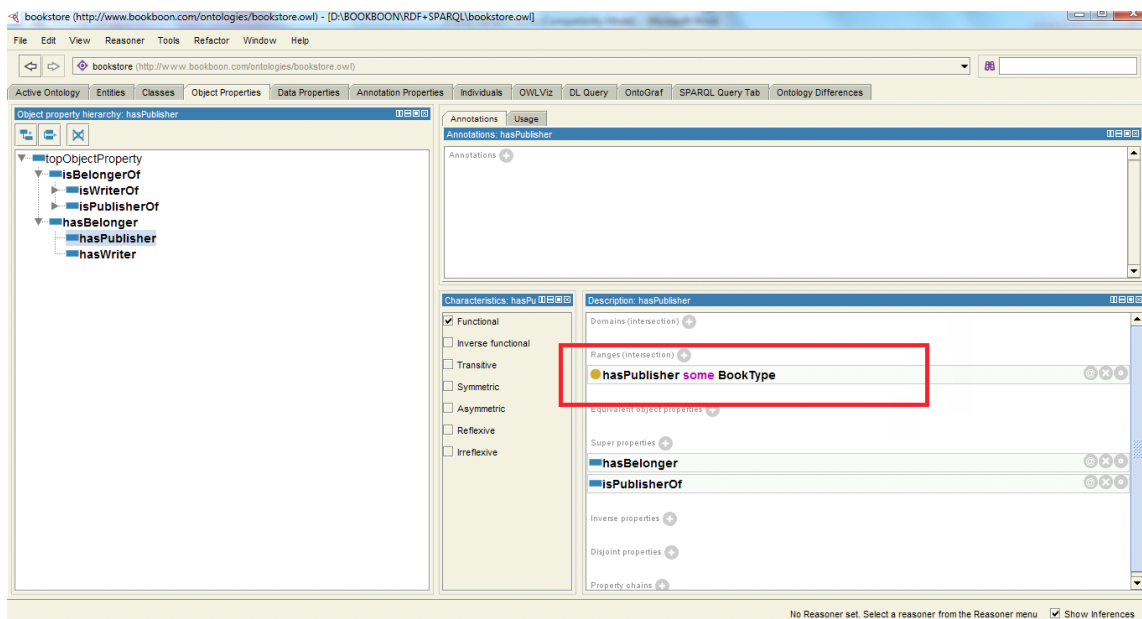 bookstore (http://www.bookboon.com/ontologies/bookstore.owl) - [D:\BOOKBOON\RDF+SPARQL\bookstore.owl]
File Edit View Reasoner Tools Refactor Window Help
bookstore (http://www.bookboon.com/ontologies/bookstore.owl)
Active Ontology Entities Classes Object Properties Data Properties Annotation Properties Individuals OWLViz DL Query OntoGraf SPARQL Query Tab Ontology Differences
Object property hierarchy: hasPublisher
topObjectProperty
isBelongerOf
isWriterOf
isPublisherOf
hasBelonger
hasPublisher
hasWriter
Annotations Usage
Annotations: hasPublisher
Annotations
Characteristics: hasPu
Functional
Inverse functional
Transitive
Symmetric
Asymmetric
Reflexive
Irreflexive
Description: hasPublisher
Domains (intersection)
Ranges (intersection)
hasPublisher some BookType
Equivalent object properties
Super properties
hasBelonger
isPublisherOf
Inverse properties
Disjoint properties
Property chains
No Reasoner set. Select a reasoner from the Reasoner menu Show Inferences